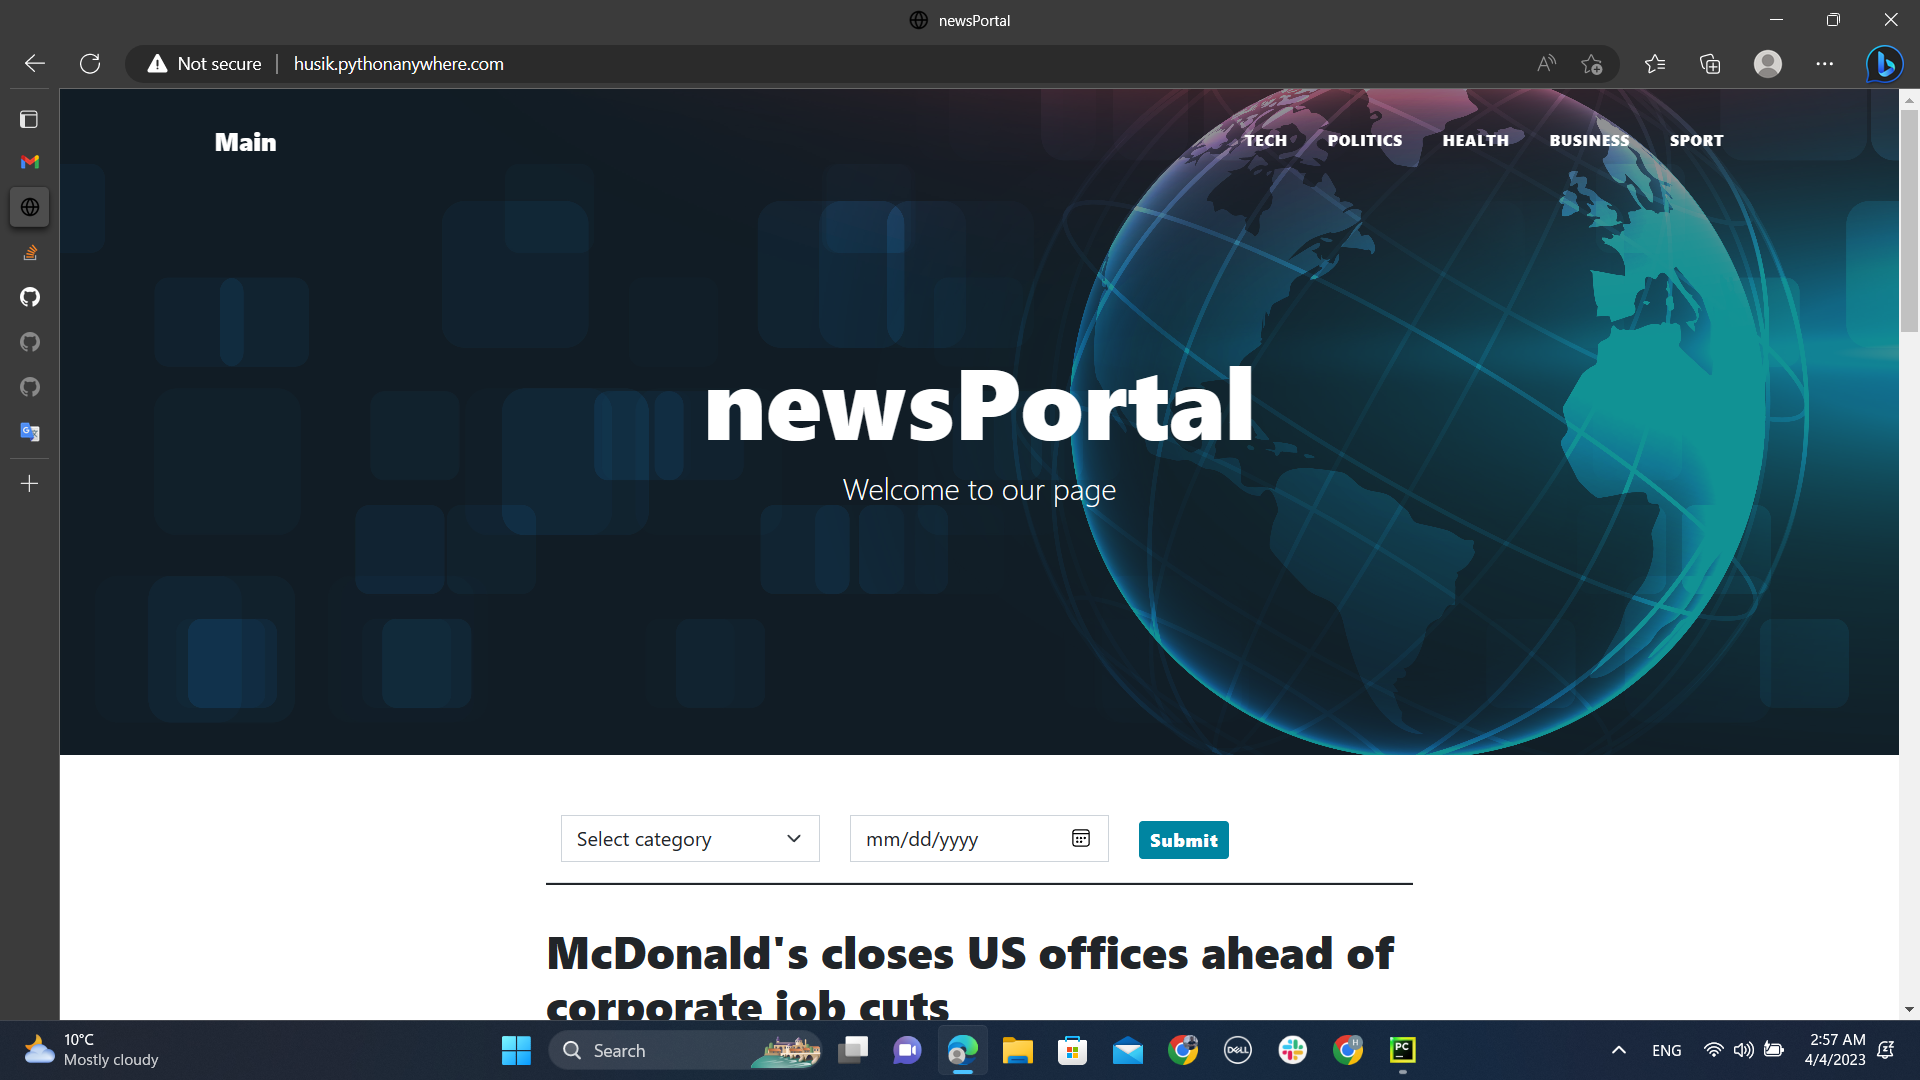 newsPortal
Not secure
husik.pythonanywhere.com
Main
TECH
POLITICS
HEALTH
BUSINESS
SPORT
newsPortal
Welcome to our page
Select category
mm/dd/yyyy
Submit
McDonald's closes US offices ahead of
corporate job cuts
10°C
Mostly cloudy
Search
DELL
H
PC
ENG
2:57 AM
4/4/2023